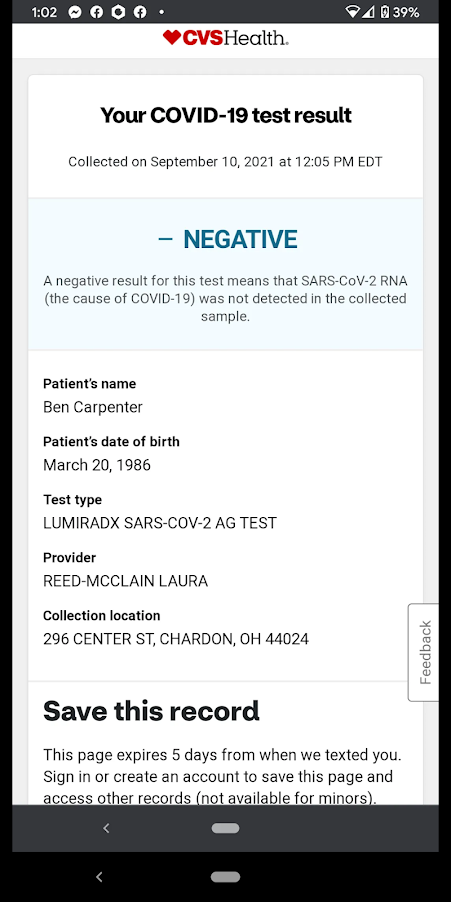 1:02 39%
CVSHealth.
Your COVID-19 test result
Collected on September 10, 2021 at 12:05 PM EDT
– NEGATIVE
A negative result for this test means that SARS-CoV-2 RNA
(the cause of COVID-19) was not detected in the collected
sample.
Patient's name
Ben Carpenter
Patient's date of birth
March 20, 1986
Test type
LUMIRADX SARS-COV-2 AG TEST
Provider
REED-MCCLAIN LAURA
Collection location
296 CENTER ST, CHARDON, OH 44024
Feedback
Save this record
This page expires 5 days from when we texted you.
Sign in or create an account to save this page and
access other records (not available for minors).